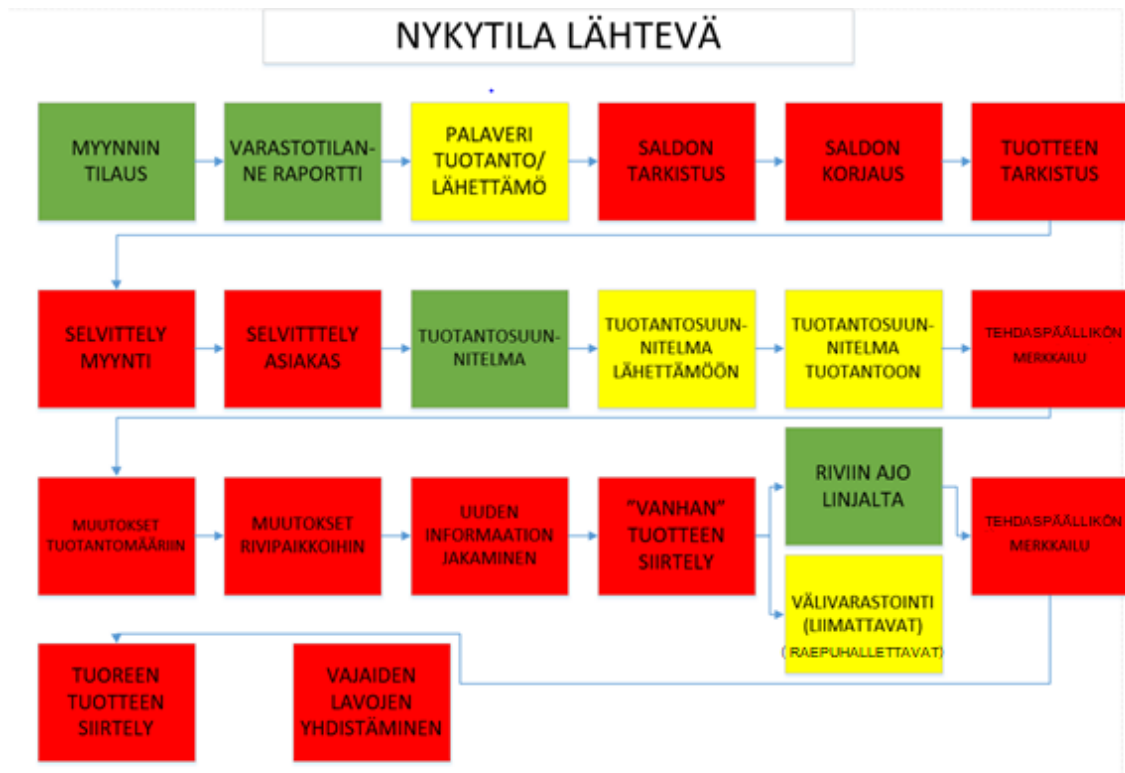 NYKYTILA LÄHTEVÄ
MYYNNIN
TILAUS
VARASTOTILAN-
NE RAPORTTI
PALAVERI
TUOTANTO/
LÄHETTÄMÖ
SALDON
TARKISTUS
SALDON
KORJAUS
TUOTTEEN
TARKISTUS
SELVITTELY
MYYNTI
SELVITTTELY
ASIAKAS
TUOTANTOSUUN-
NITELMA
TUOTANTOSUUN-
NITELMA
LÄHETTÄMÖÖN
TUOTANTOSUUN-
NITELMA
TUOTANTOON
TEHDASPÄÄLLIKÖN
MERKKAILU
MUUTOKSET
TUOTANTOMÄÄRIIN
MUUTOKSET
RIVIPAIKKOIHIN
UUDEN
INFORMAATION
JAKAMINEN
"VANHAN"
TUOTTEEN
SIIRTELY
RIVIIN AJO
LINJALTA
VÄLIVARASTOINTI
(LIIMATTAVAT)
( RAEPUHALLETTAVAT)
TEHDASPÄÄLLIKÖN
MERKKAILU
TUOREEN
TUOTTEEN
SIIRTELY
VAJAIDEN
LAVOJEN
YHDISTÄMINEN